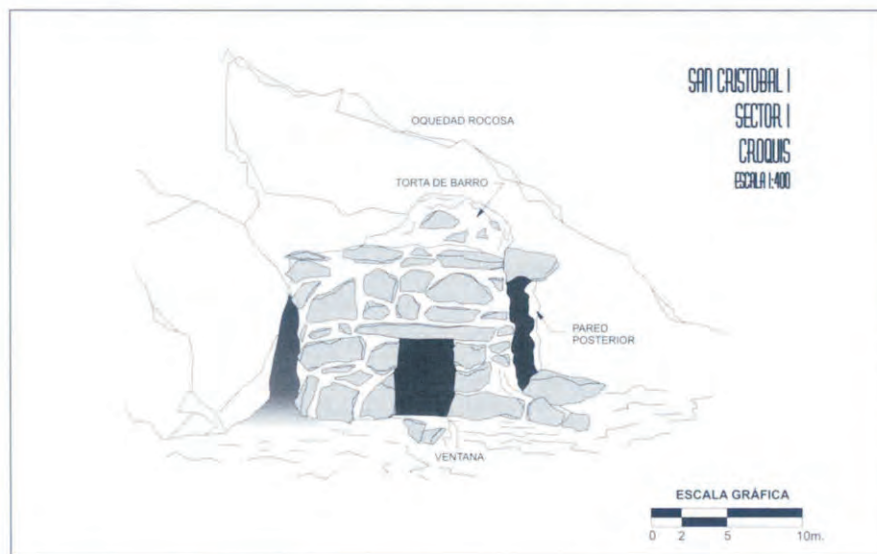 SAN CRISTOBAL I
SECTOR I
CROQUIS
ESCALA 1:400
OQUEDAD ROCOSA
TORTA DE BARRO
PARED
POSTERIOR
VENTANA
ESCALA GRÁFICA
0 2 5 10m.